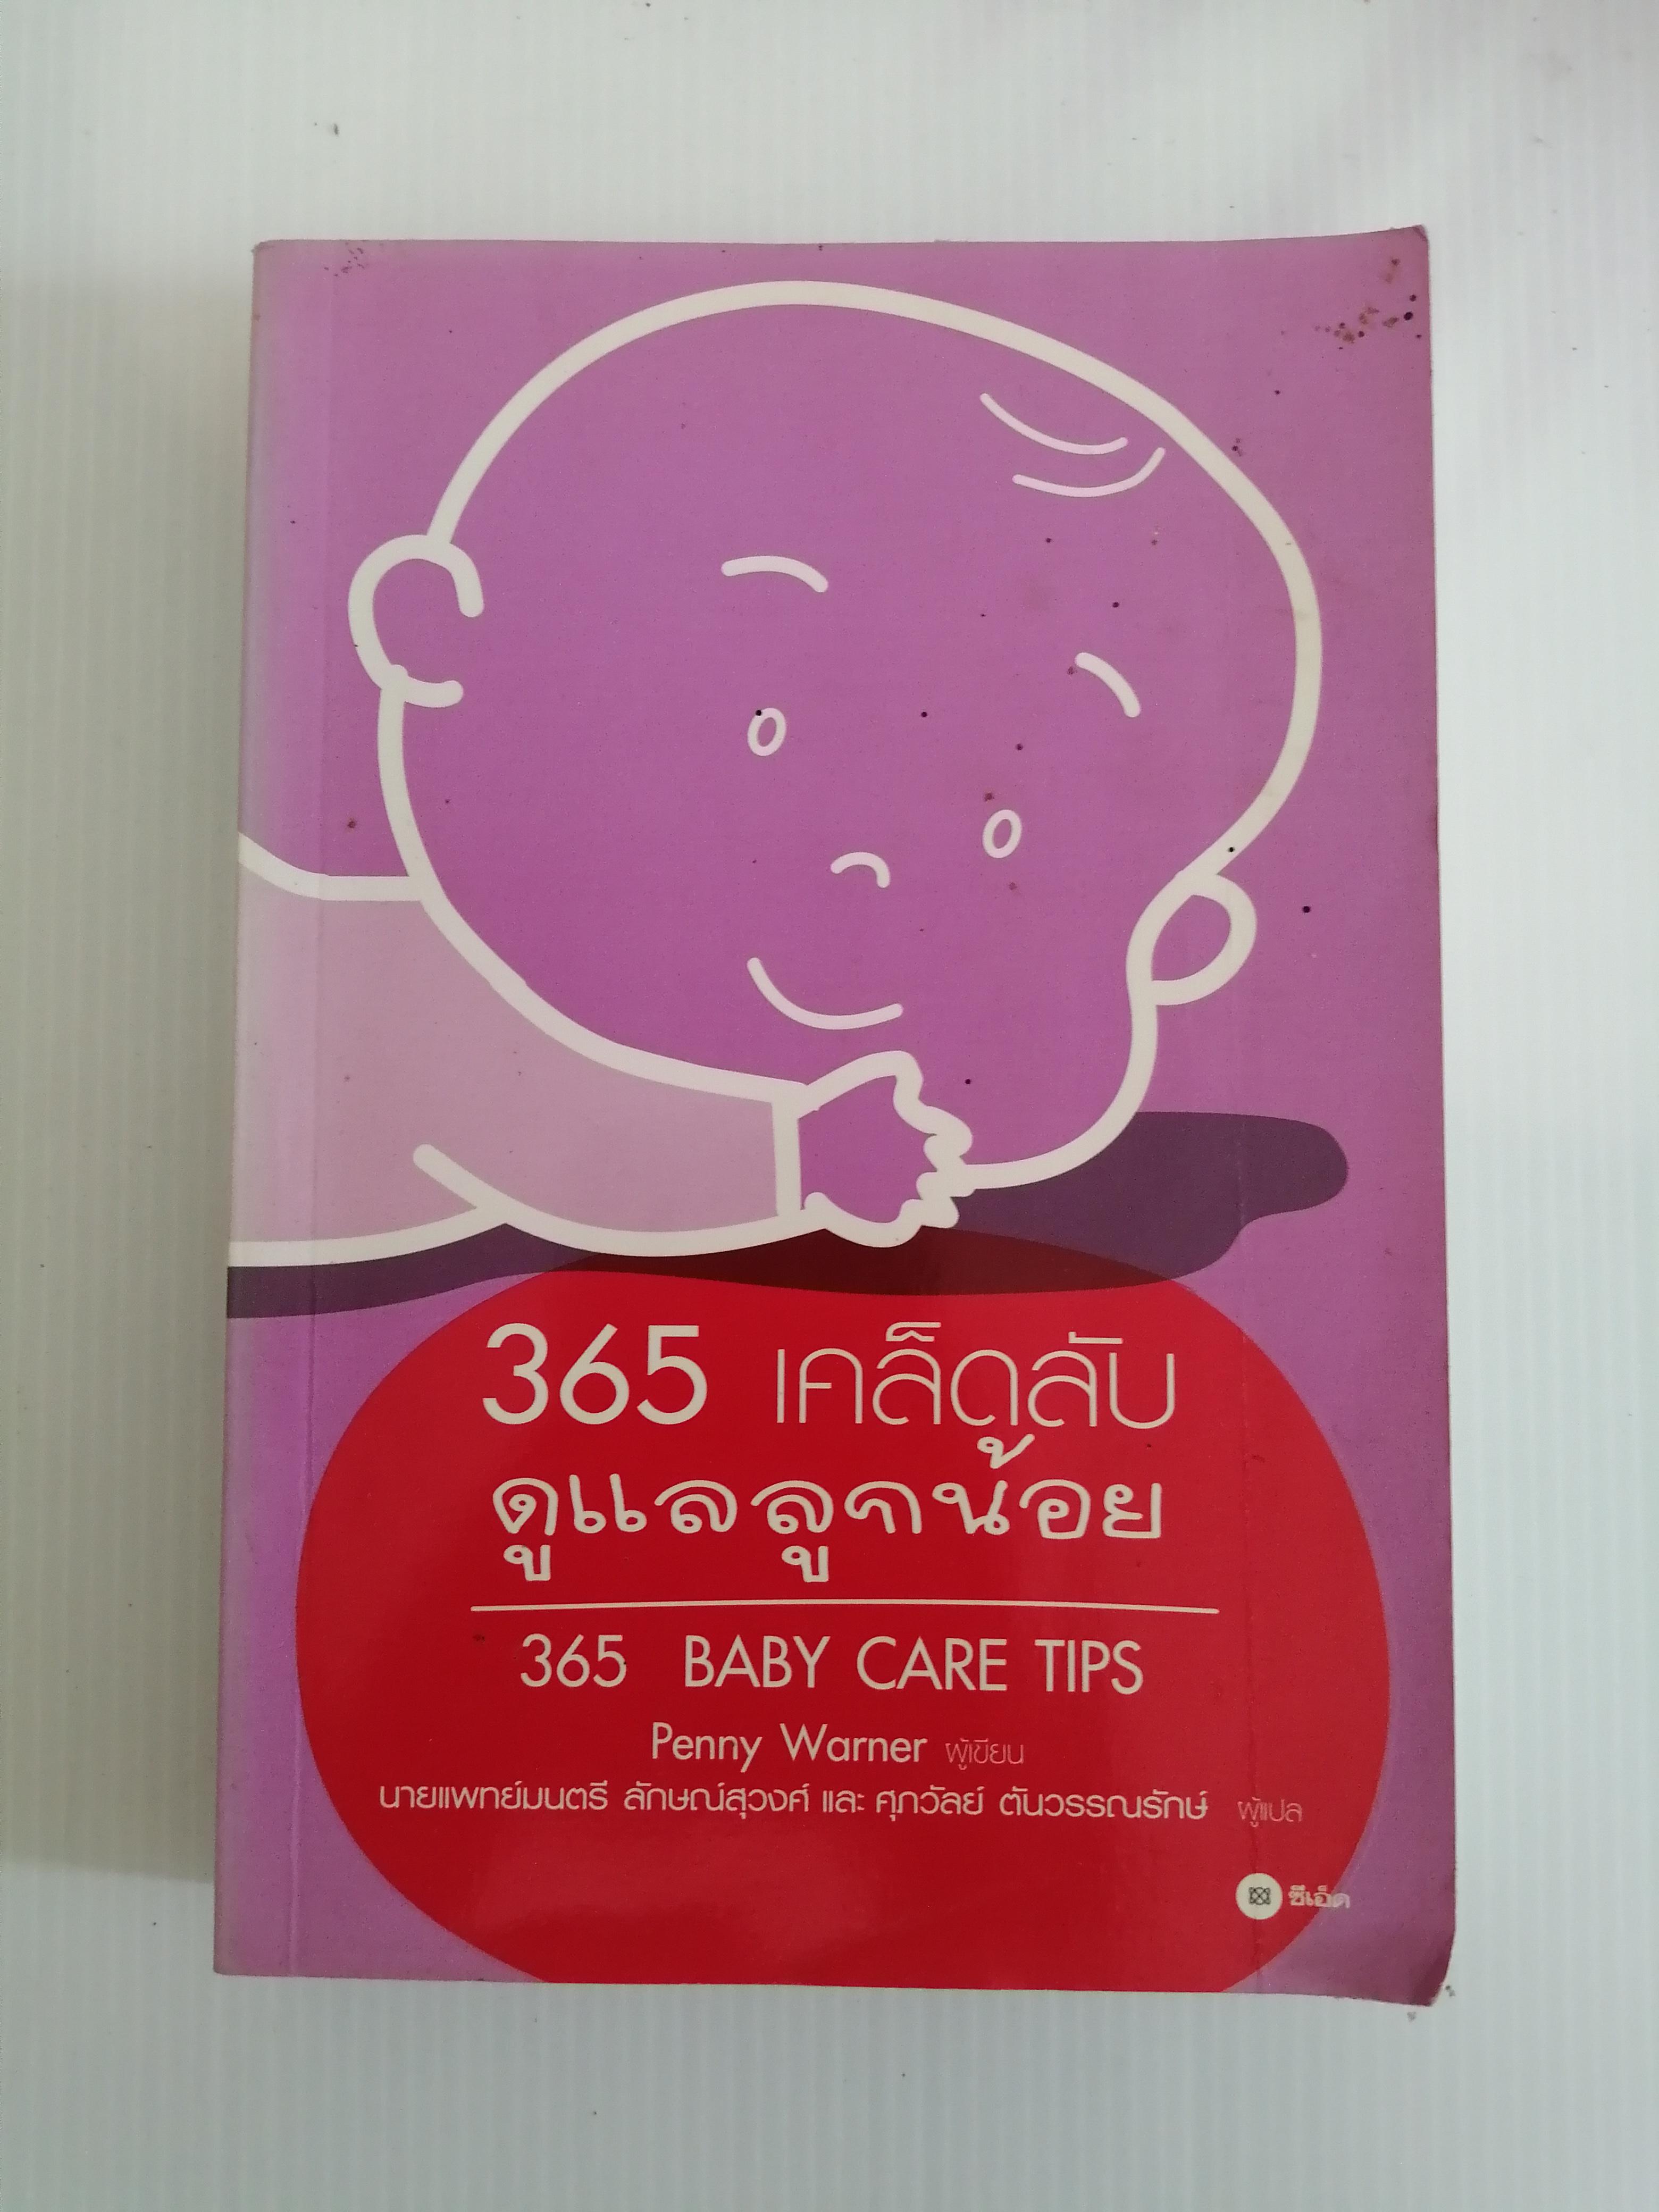 365 เคล็ดลับ
ดูแลลูกน้อย
365 BABY CARE TIPS
Penny Warner ผู้เขียน
นายแพทย์มนตรี ลักษณ์สุวงศ์ และ ศุภวัลย์ ตันวรรณรักษ์ ผู้แปล
ซีเอ็ด